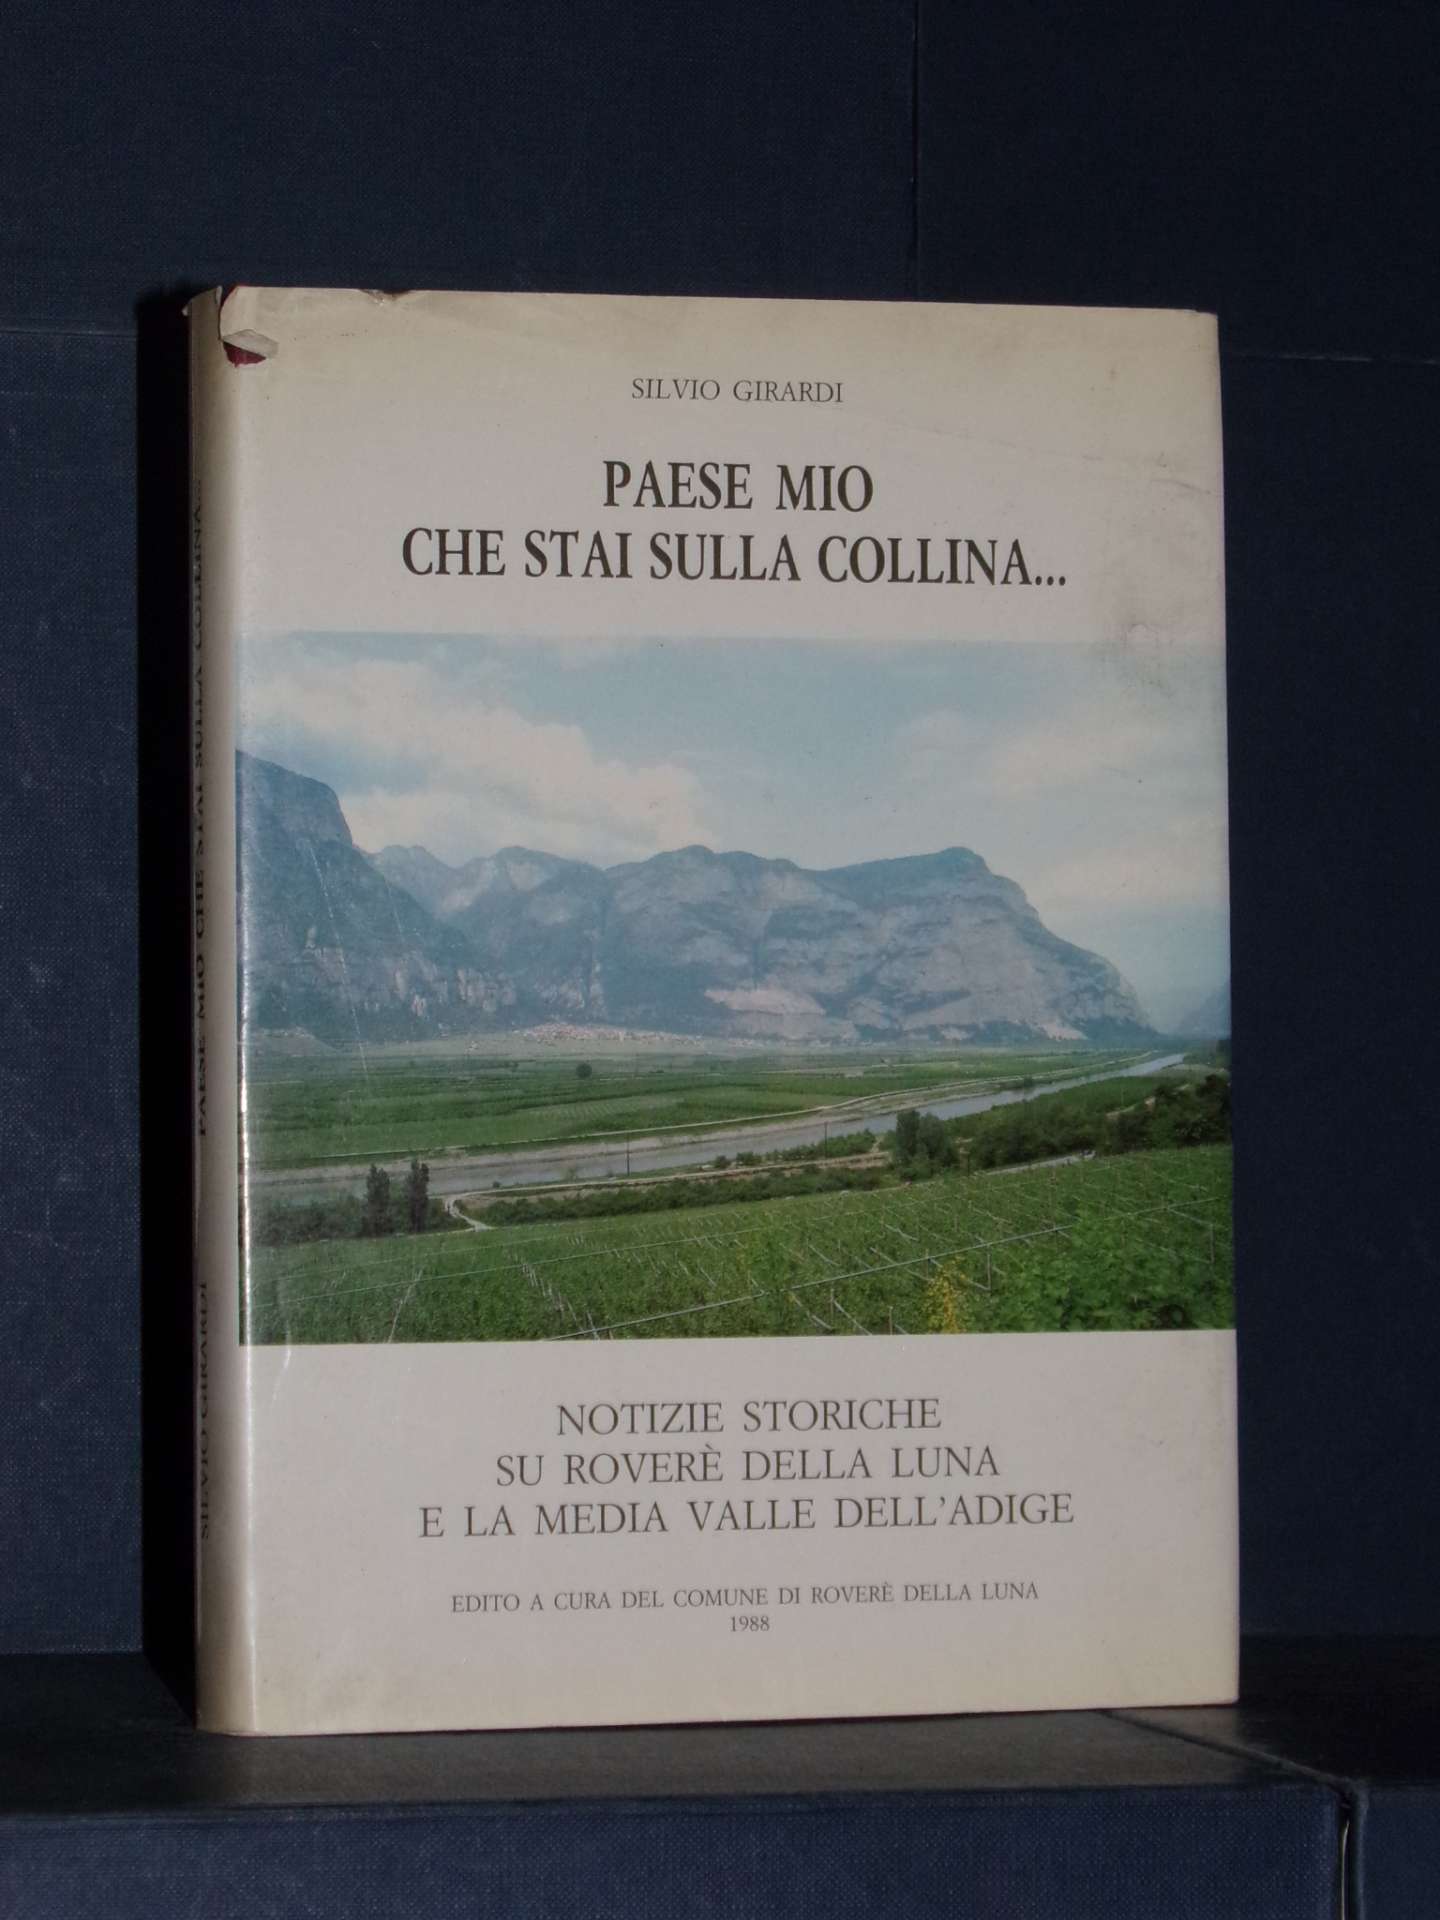 SILVIO GIRARDI
PAESE MIO
CHE STAI SULLA COLLINA...
NOTIZIE STORICHE
SU ROVERÈ DELLA LUNA
E LA MEDIA VALLE DELL'ADIGE
EDITO A CURA DEL COMUNE DI ROVERÈ DELLA LUNA
1988
SILVIO GIRARDI PAESE MIO CHE STAI SULLA COLLINA...